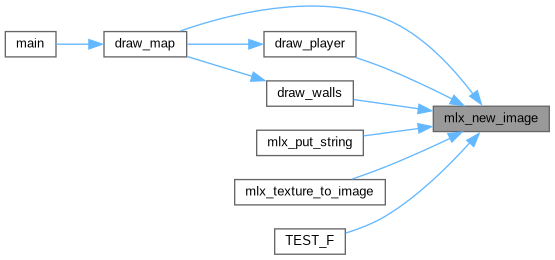 main
draw_map
draw_player
draw_walls
mlx_new_image
mlx_put_string
mlx_texture_to_image
TEST_F